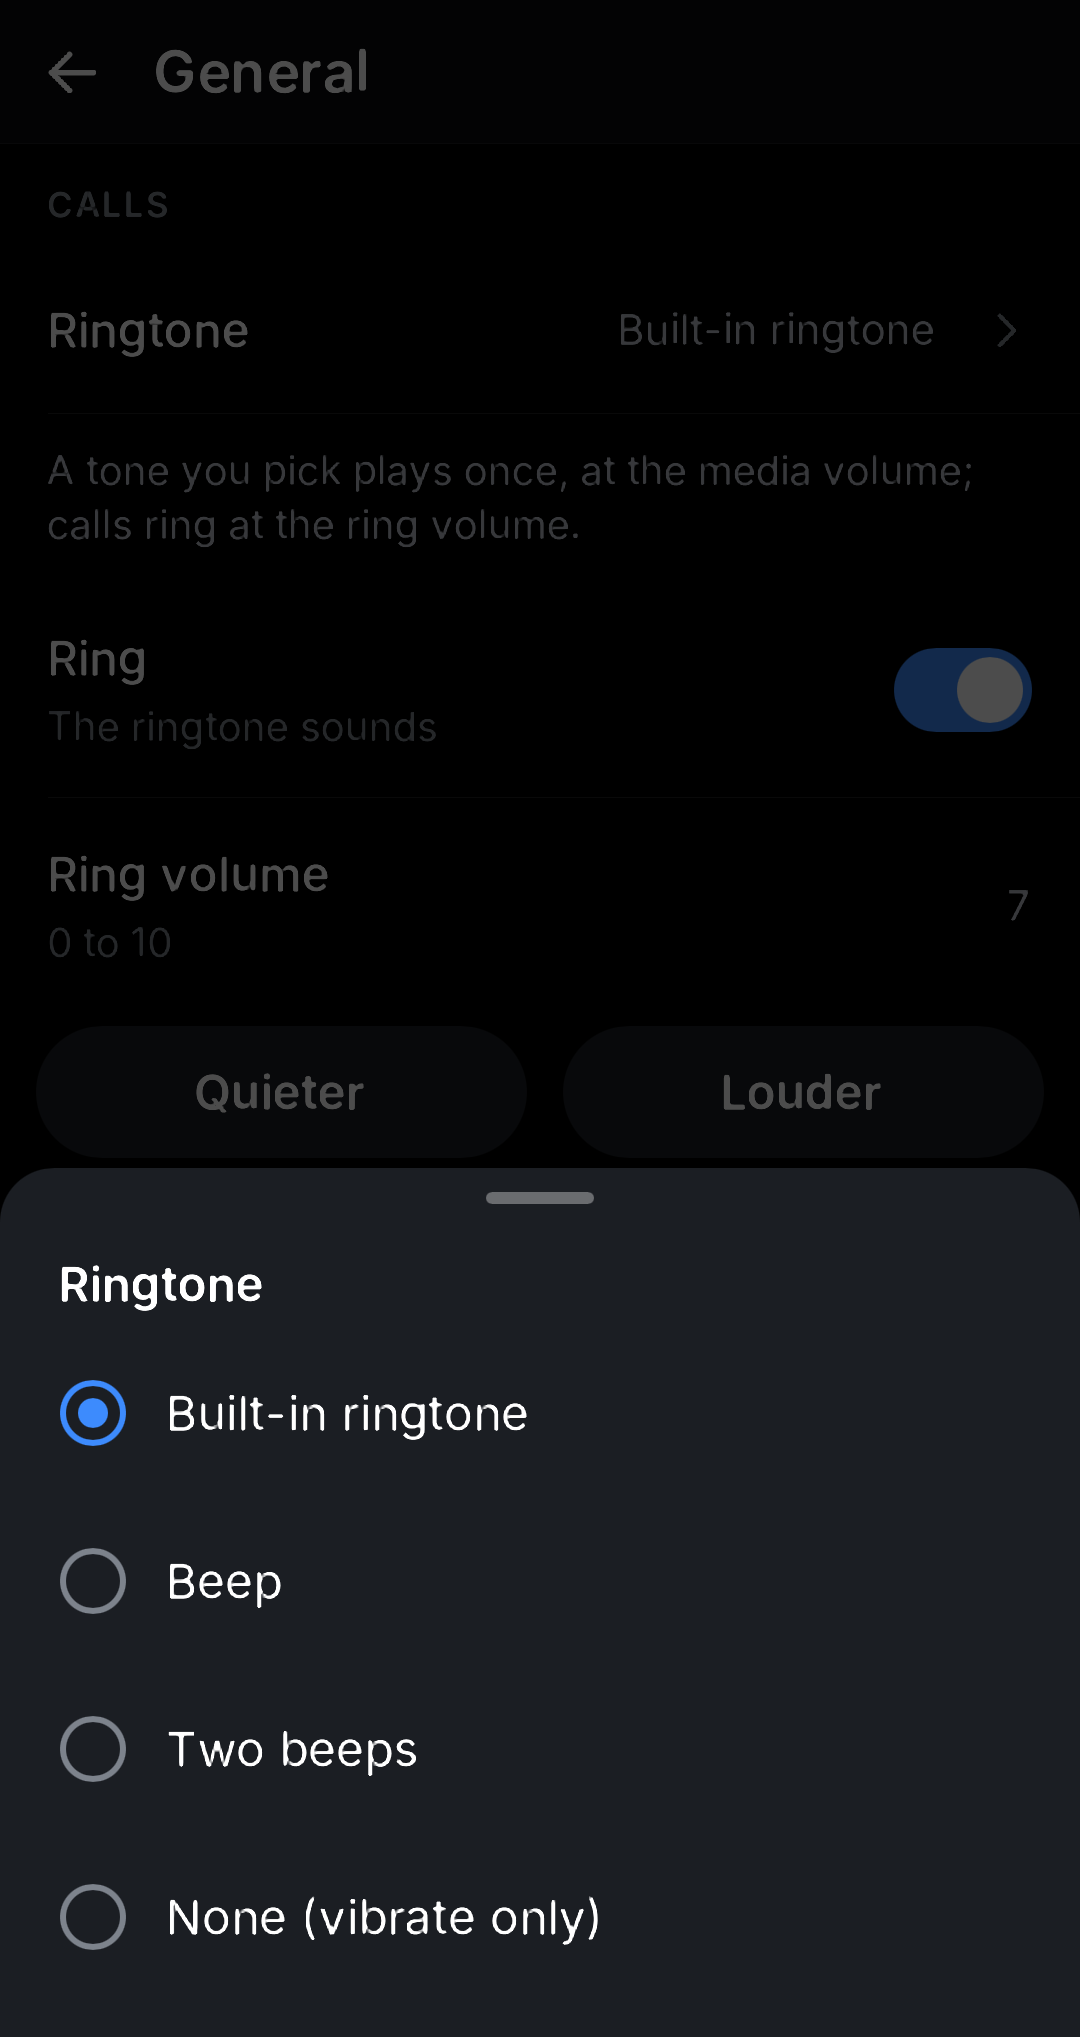 General
CALLS
Ringtone
Built-in ringtone
A tone you pick plays once, at the media volume;
calls ring at the ring volume.
Ring
The ringtone sounds
Ring volume
0 to 10
7
Quieter
Louder
Ringtone
Built-in ringtone
Beep
Two beeps
None (vibrate only)